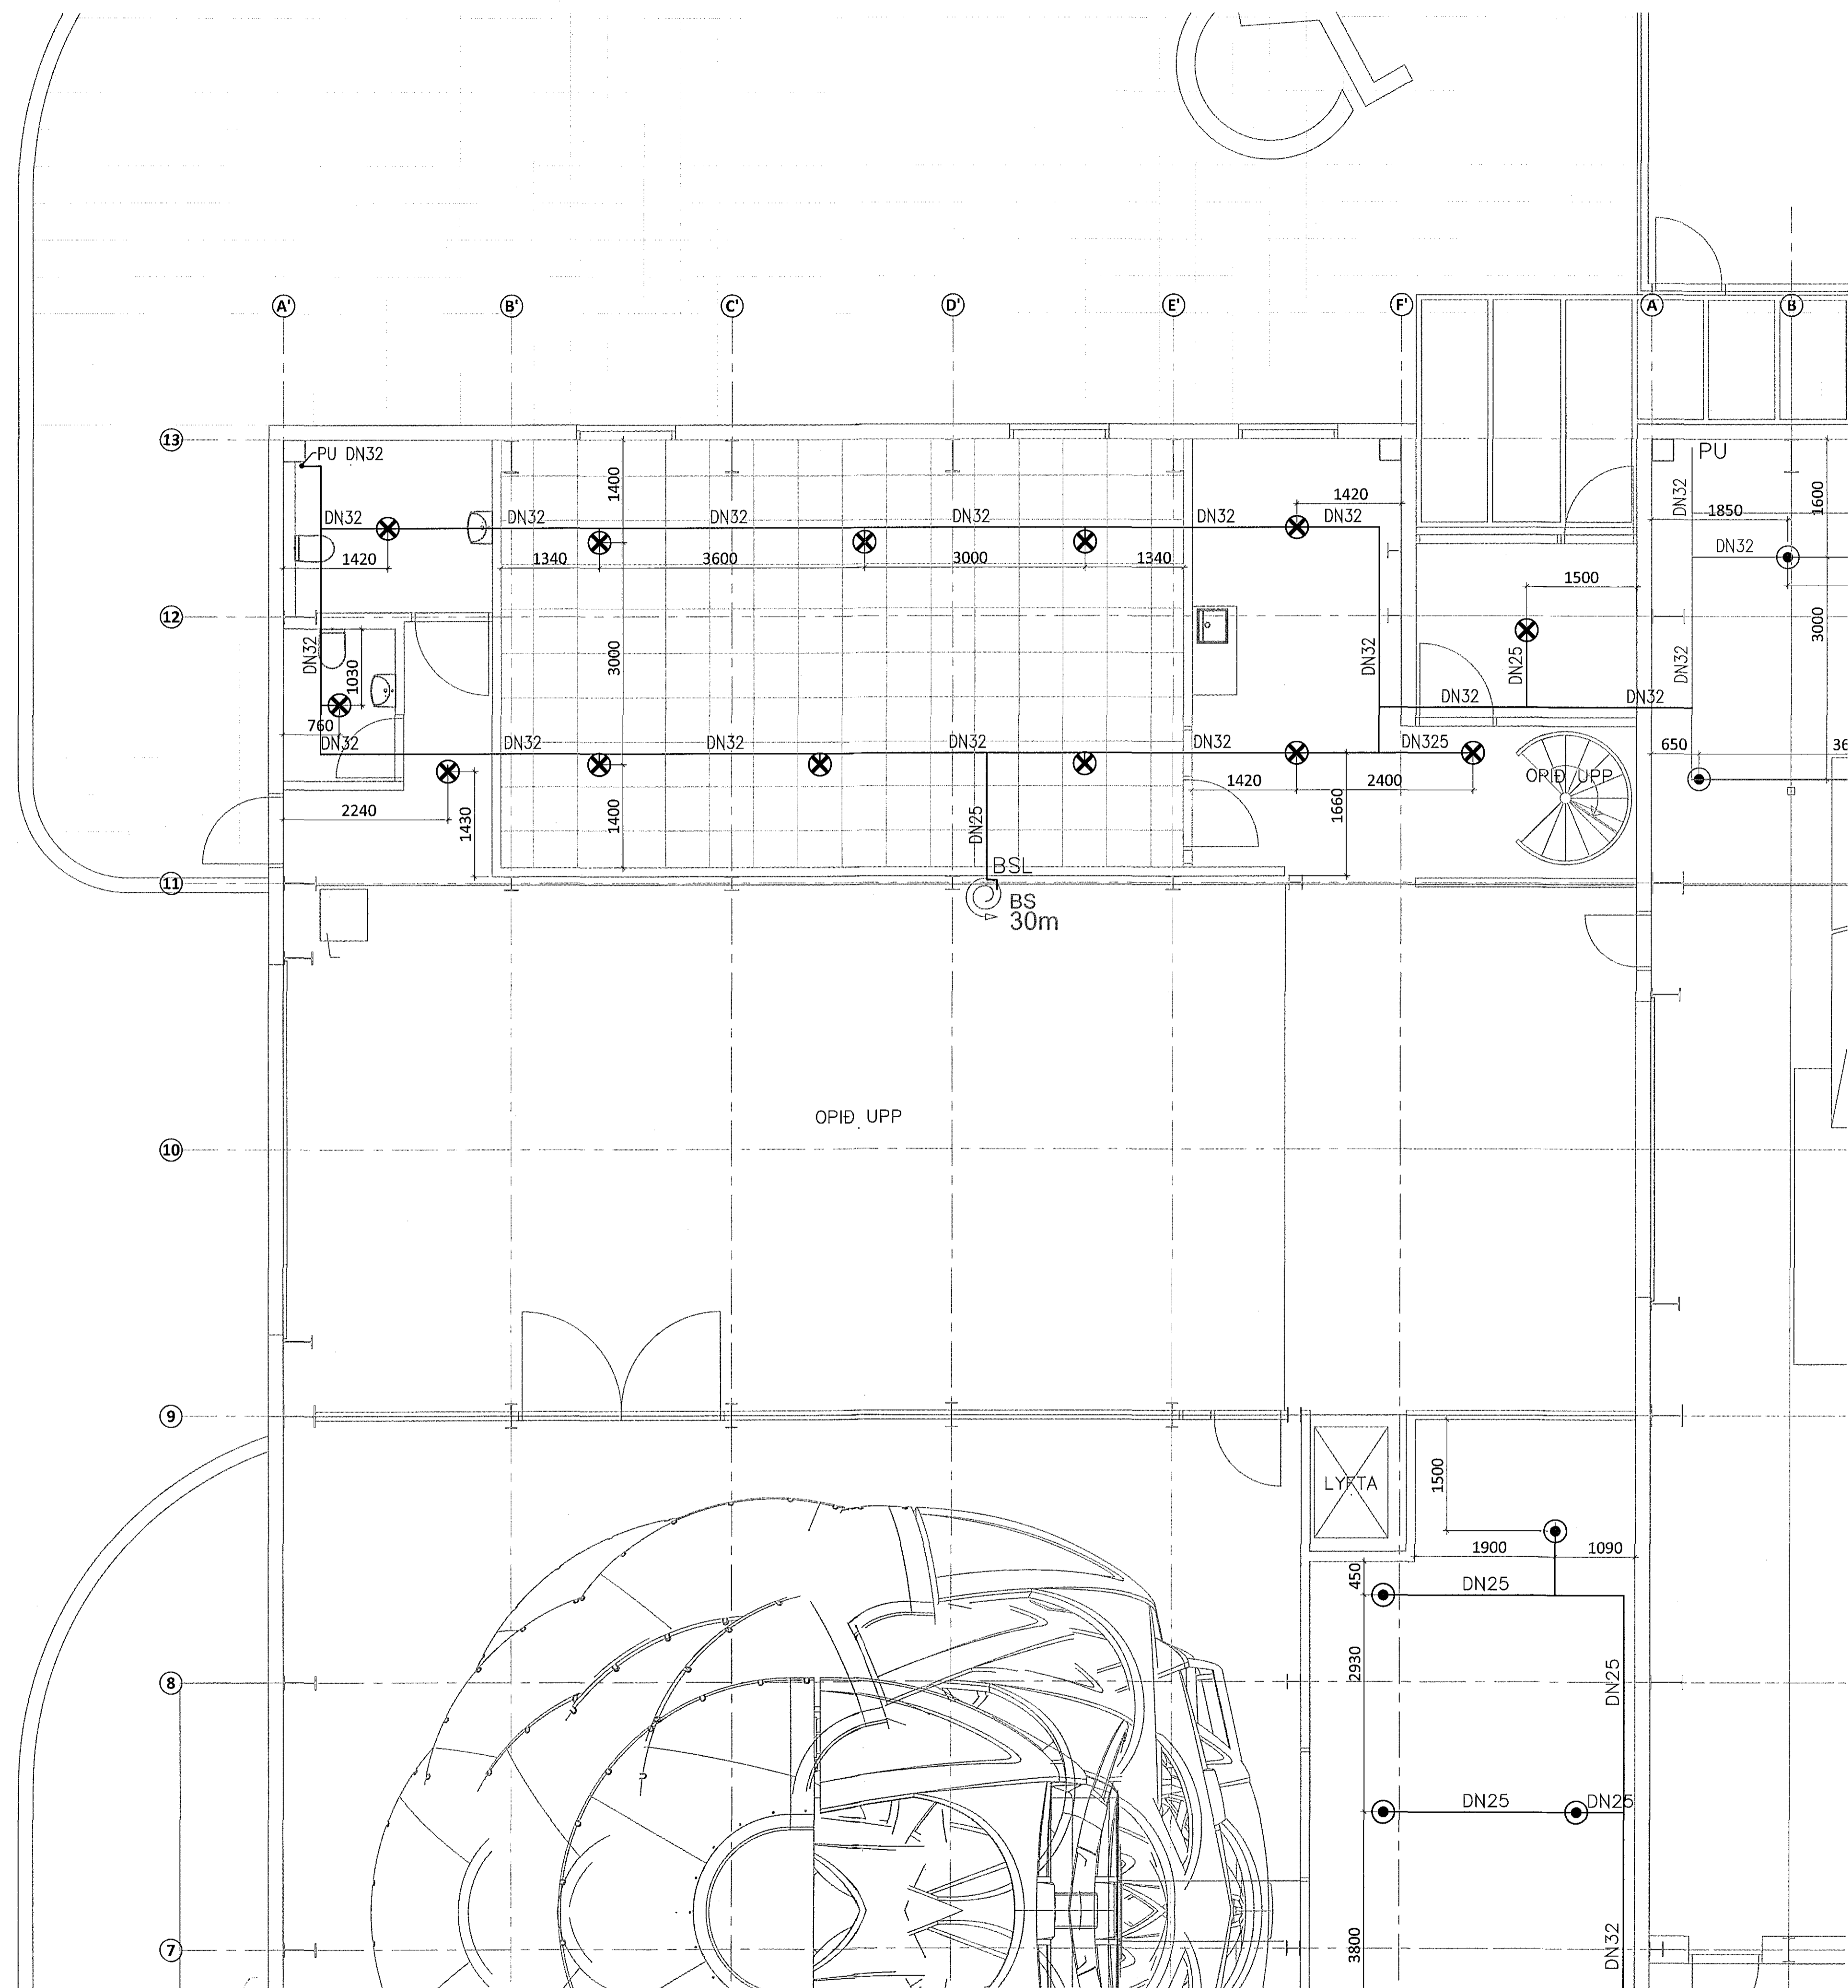 A' B' C' D' E' F' A B
13
PU DN32
PU
1400
1420
DN32
1600
DN32 DN32 DN32 DN32 DN32 DN32
1850
DN32
1420 1340 3600 3000 1340
1500
12
DN32
1030
3000
DN32
DN25
DN32
3000
DN32 DN32
760
DN32 DN32 DN32 DN32 DN32 DN325
650 36
OPIÐ UPP
1420 2400
2240
1430
1400
DN25
1660
BSL
11
BS
30m
OPIÐ UPP
10
9
1500
LYFTA
1900 1090
450
DN25
2930
8
DN25
DN25 DN25
3800
DN32
7